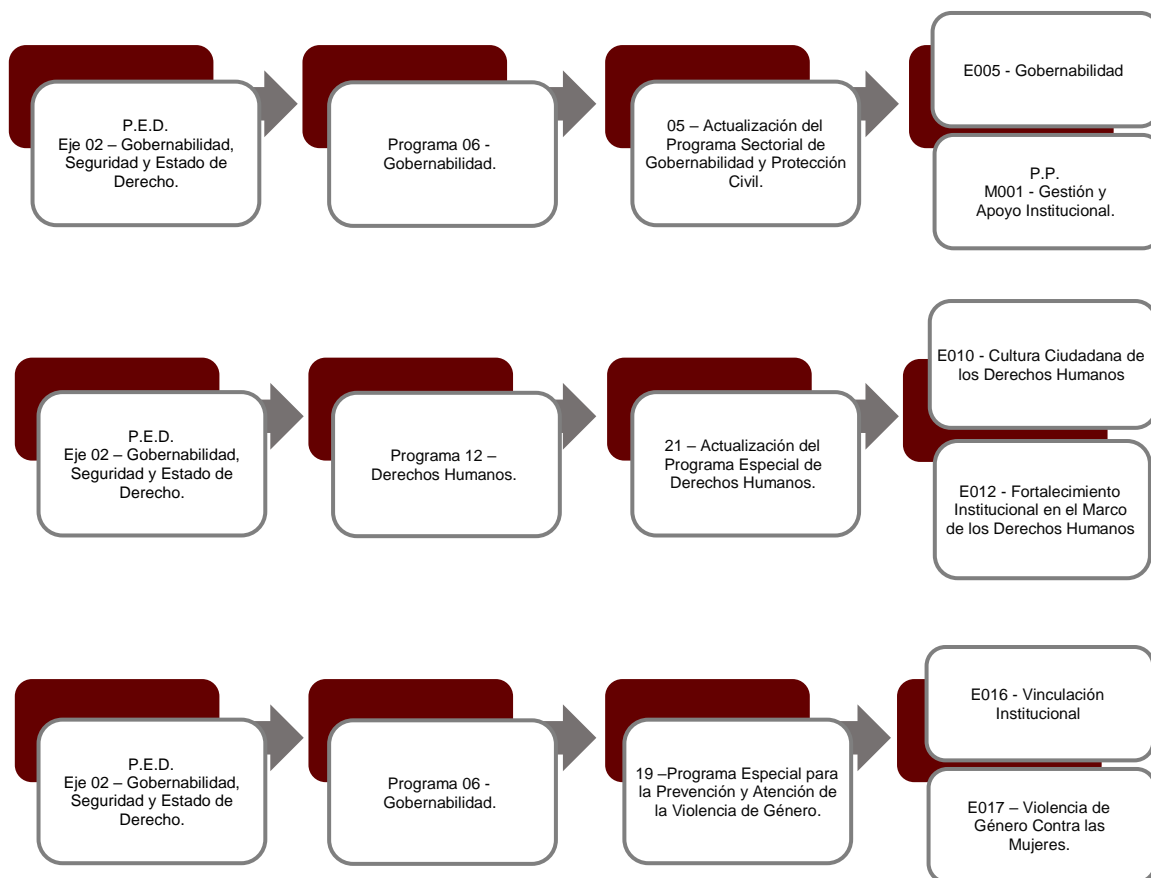 P.E.D.
Eje 02 – Gobernabilidad,
Seguridad y Estado de
Derecho.
Programa 06 -
Gobernabilidad.
05 – Actualización del
Programa Sectorial de
Gobernabilidad y Protección
Civil.
E005 - Gobernabilidad
P.P.
M001 - Gestión y
Apoyo Institucional.
P.E.D.
Eje 02 – Gobernabilidad,
Seguridad y Estado de
Derecho.
Programa 12 –
Derechos Humanos.
21 – Actualización del
Programa Especial de
Derechos Humanos.
E010 - Cultura Ciudadana de
los Derechos Humanos
E012 - Fortalecimiento
Institucional en el Marco
de los Derechos Humanos
P.E.D.
Eje 02 – Gobernabilidad,
Seguridad y Estado de
Derecho.
Programa 06 -
Gobernabilidad.
19 –Programa Especial para
la Prevención y Atención de
la Violencia de Género.
E016 - Vinculación
Institucional
E017 – Violencia de
Género Contra las
Mujeres.